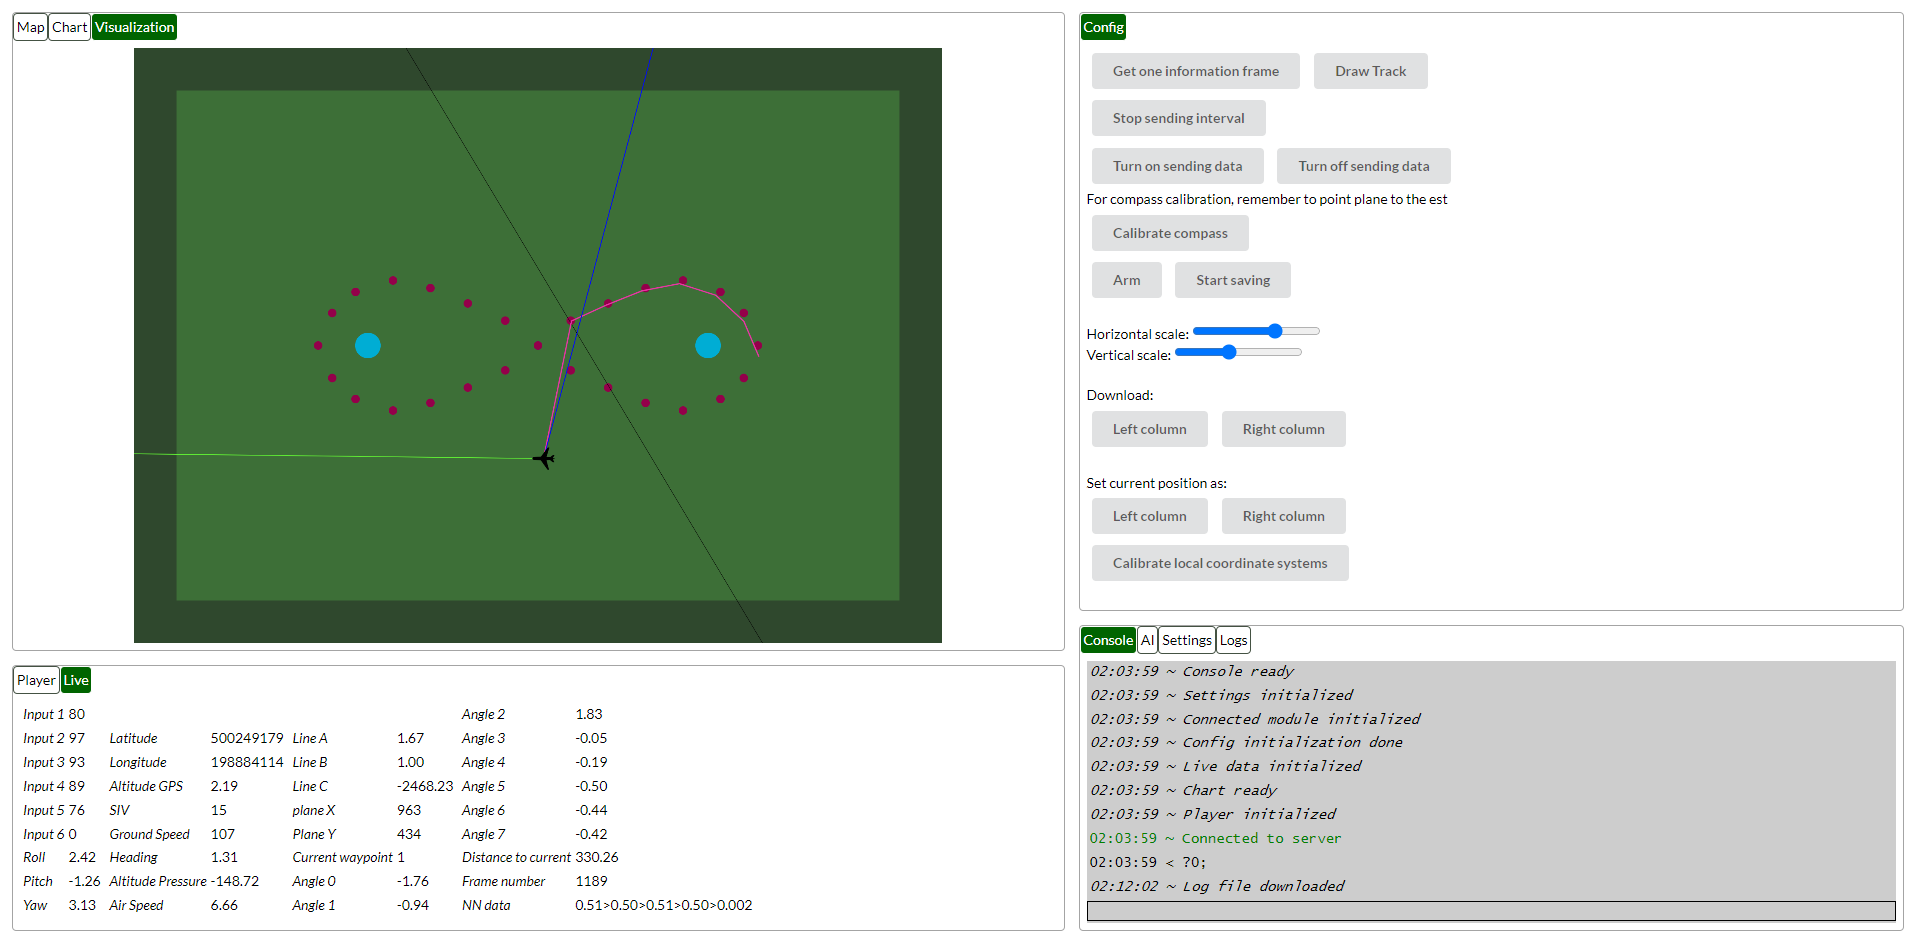 Map Chart Visualization
Config
Get one information frame Draw Track
Stop sending interval
Turn on sending data Turn off sending data
For compass calibration, remember to point plane to the est
Calibrate compass
Arm Start saving
Horizontal scale:
Vertical scale:
Download:
Left column Right column
Set current position as:
Left column Right column
Calibrate local coordinate systems
Player Live
Input 1 80 Angle 2 1.83
Input 2 97 Latitude 500249179 Line A 1.67 Angle 3 -0.05
Input 3 93 Longitude 198884114 Line B 1.00 Angle 4 -0.19
Input 4 89 Altitude GPS 2.19 Line C -2468.23 Angle 5 -0.50
Input 5 76 SIV 15 plane X 963 Angle 6 -0.44
Input 6 0 Ground Speed 107 Plane Y 434 Angle 7 -0.42
Roll 2.42 Heading 1.31 Current waypoint 1 Distance to current 330.26
Pitch -1.26 Altitude Pressure -148.72 Angle 0 -1.76 Frame number 1189
Yaw 3.13 Air Speed 6.66 Angle 1 -0.94 NN data 0.51>0.50>0.51>0.50>0.002
Console AI Settings Logs
02:03:59 ~ Console ready
02:03:59 ~ Settings initialized
02:03:59 ~ Connected module initialized
02:03:59 ~ Config initialization done
02:03:59 ~ Live data initialized
02:03:59 ~ Chart ready
02:03:59 ~ Player initialized
02:03:59 ~ Connected to server
02:03:59 < ?0;
02:12:02 ~ Log file downloaded